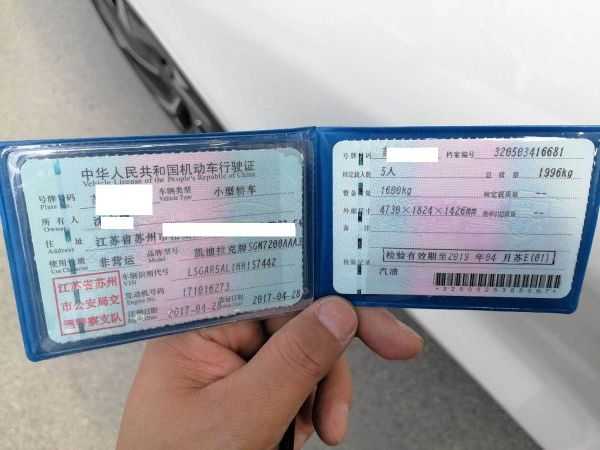 中华人民共和国机动车行驶证
Vehicle License of the People's Republic of China
号牌号码 车辆类型 小型轿车
Plate No. Vehicle Type
所有人
Owner
住址 江苏省苏州市
Address
使用性质 非营运 品牌型号 凯迪拉克牌SGM7200AAA3
Use Character Model
江苏省苏州
市公安局交
通警察支队
车辆识别代号 LSGAR5AL1HH157442
VIN
发动机号码 171016273
Engine No.
注册日期 2017-04-28 发证日期 2017-04-28
Register Date Issue Date
号牌号码 苏 档案编号 320503416681
核定载人数 5人 总质量 1996kg
整备质量 1600kg 核定载质量 --
外廓尺寸 4730×1824×1426mm 准牵引总质量 --
备注
检验记录 检验有效期至2019年04月苏E(01)
汽油